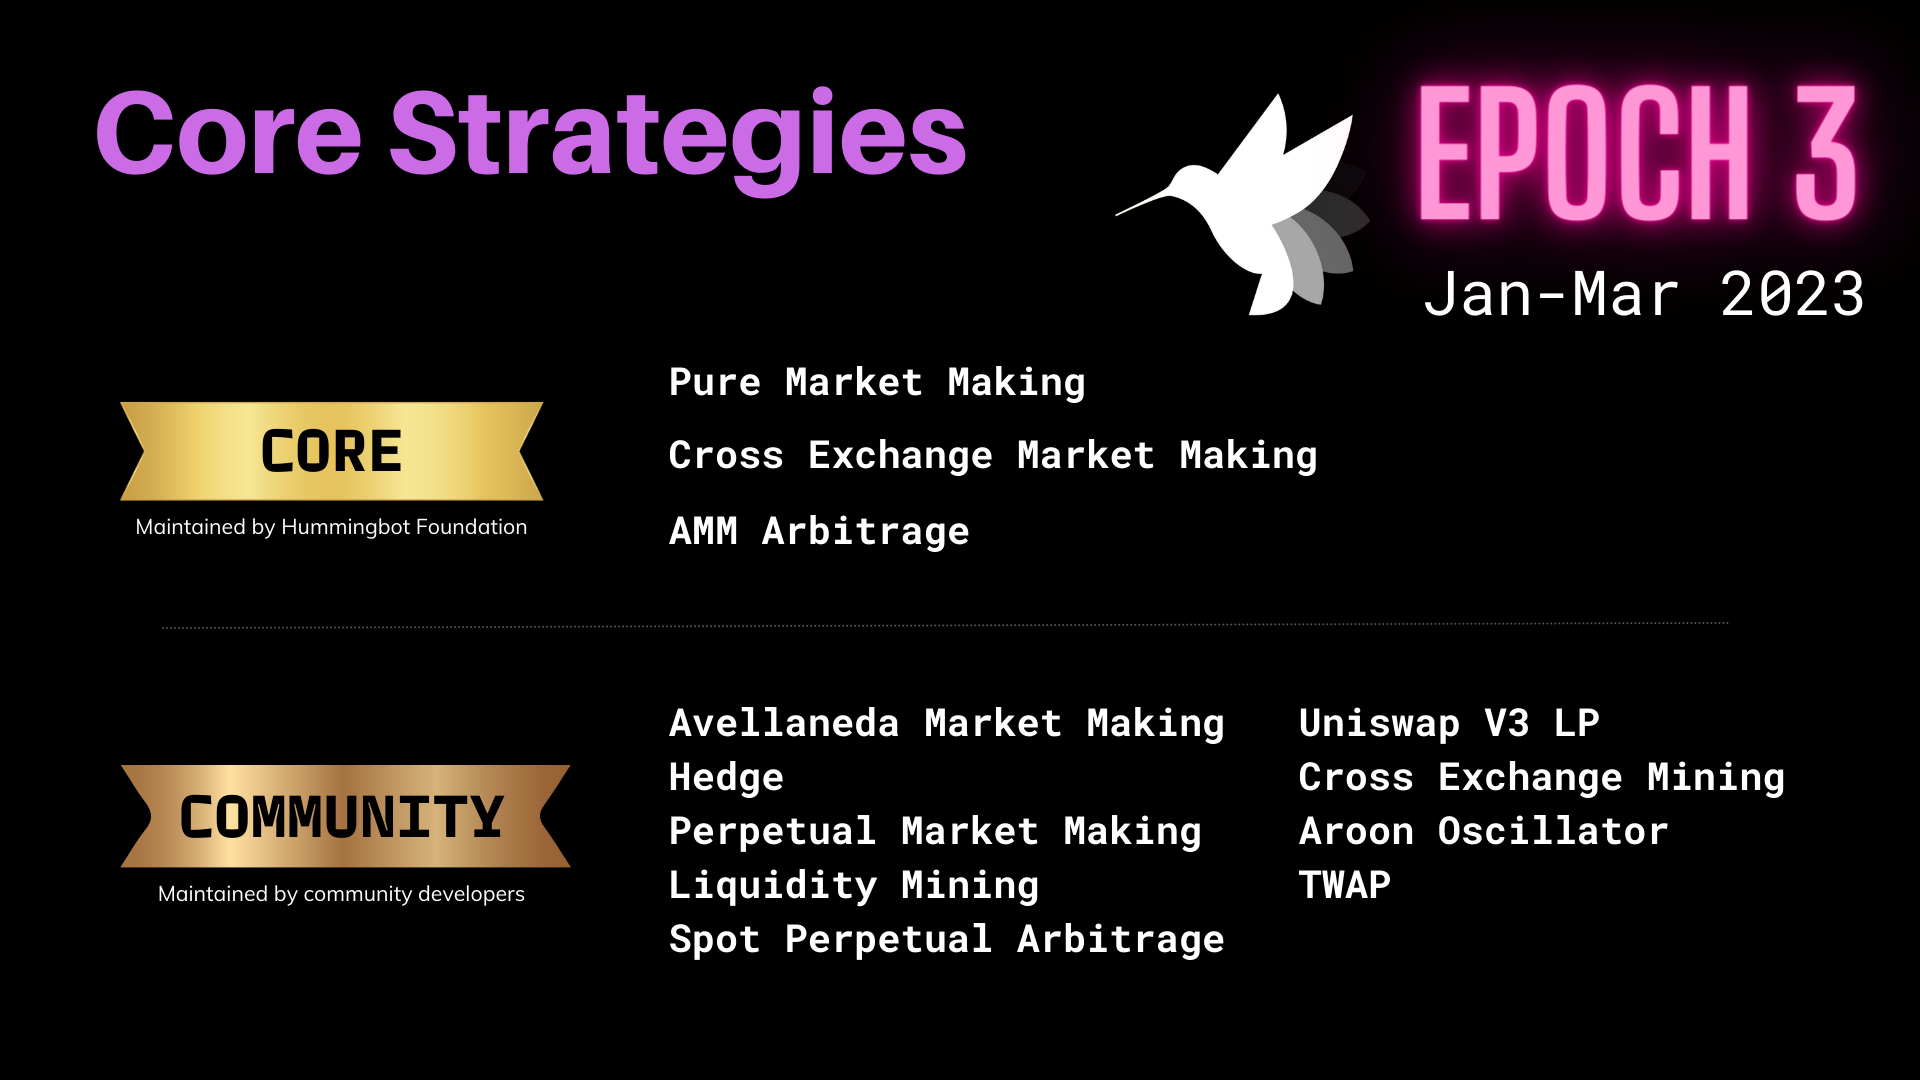 Core Strategies
EPOCH 3
Jan-Mar 2023
CORE
Maintained by Hummingbot Foundation
Pure Market Making
Cross Exchange Market Making
AMM Arbitrage
COMMUNITY
Maintained by community developers
Avellaneda Market Making
Hedge
Perpetual Market Making
Liquidity Mining
Spot Perpetual Arbitrage
Uniswap V3 LP
Cross Exchange Mining
Aroon Oscillator
TWAP